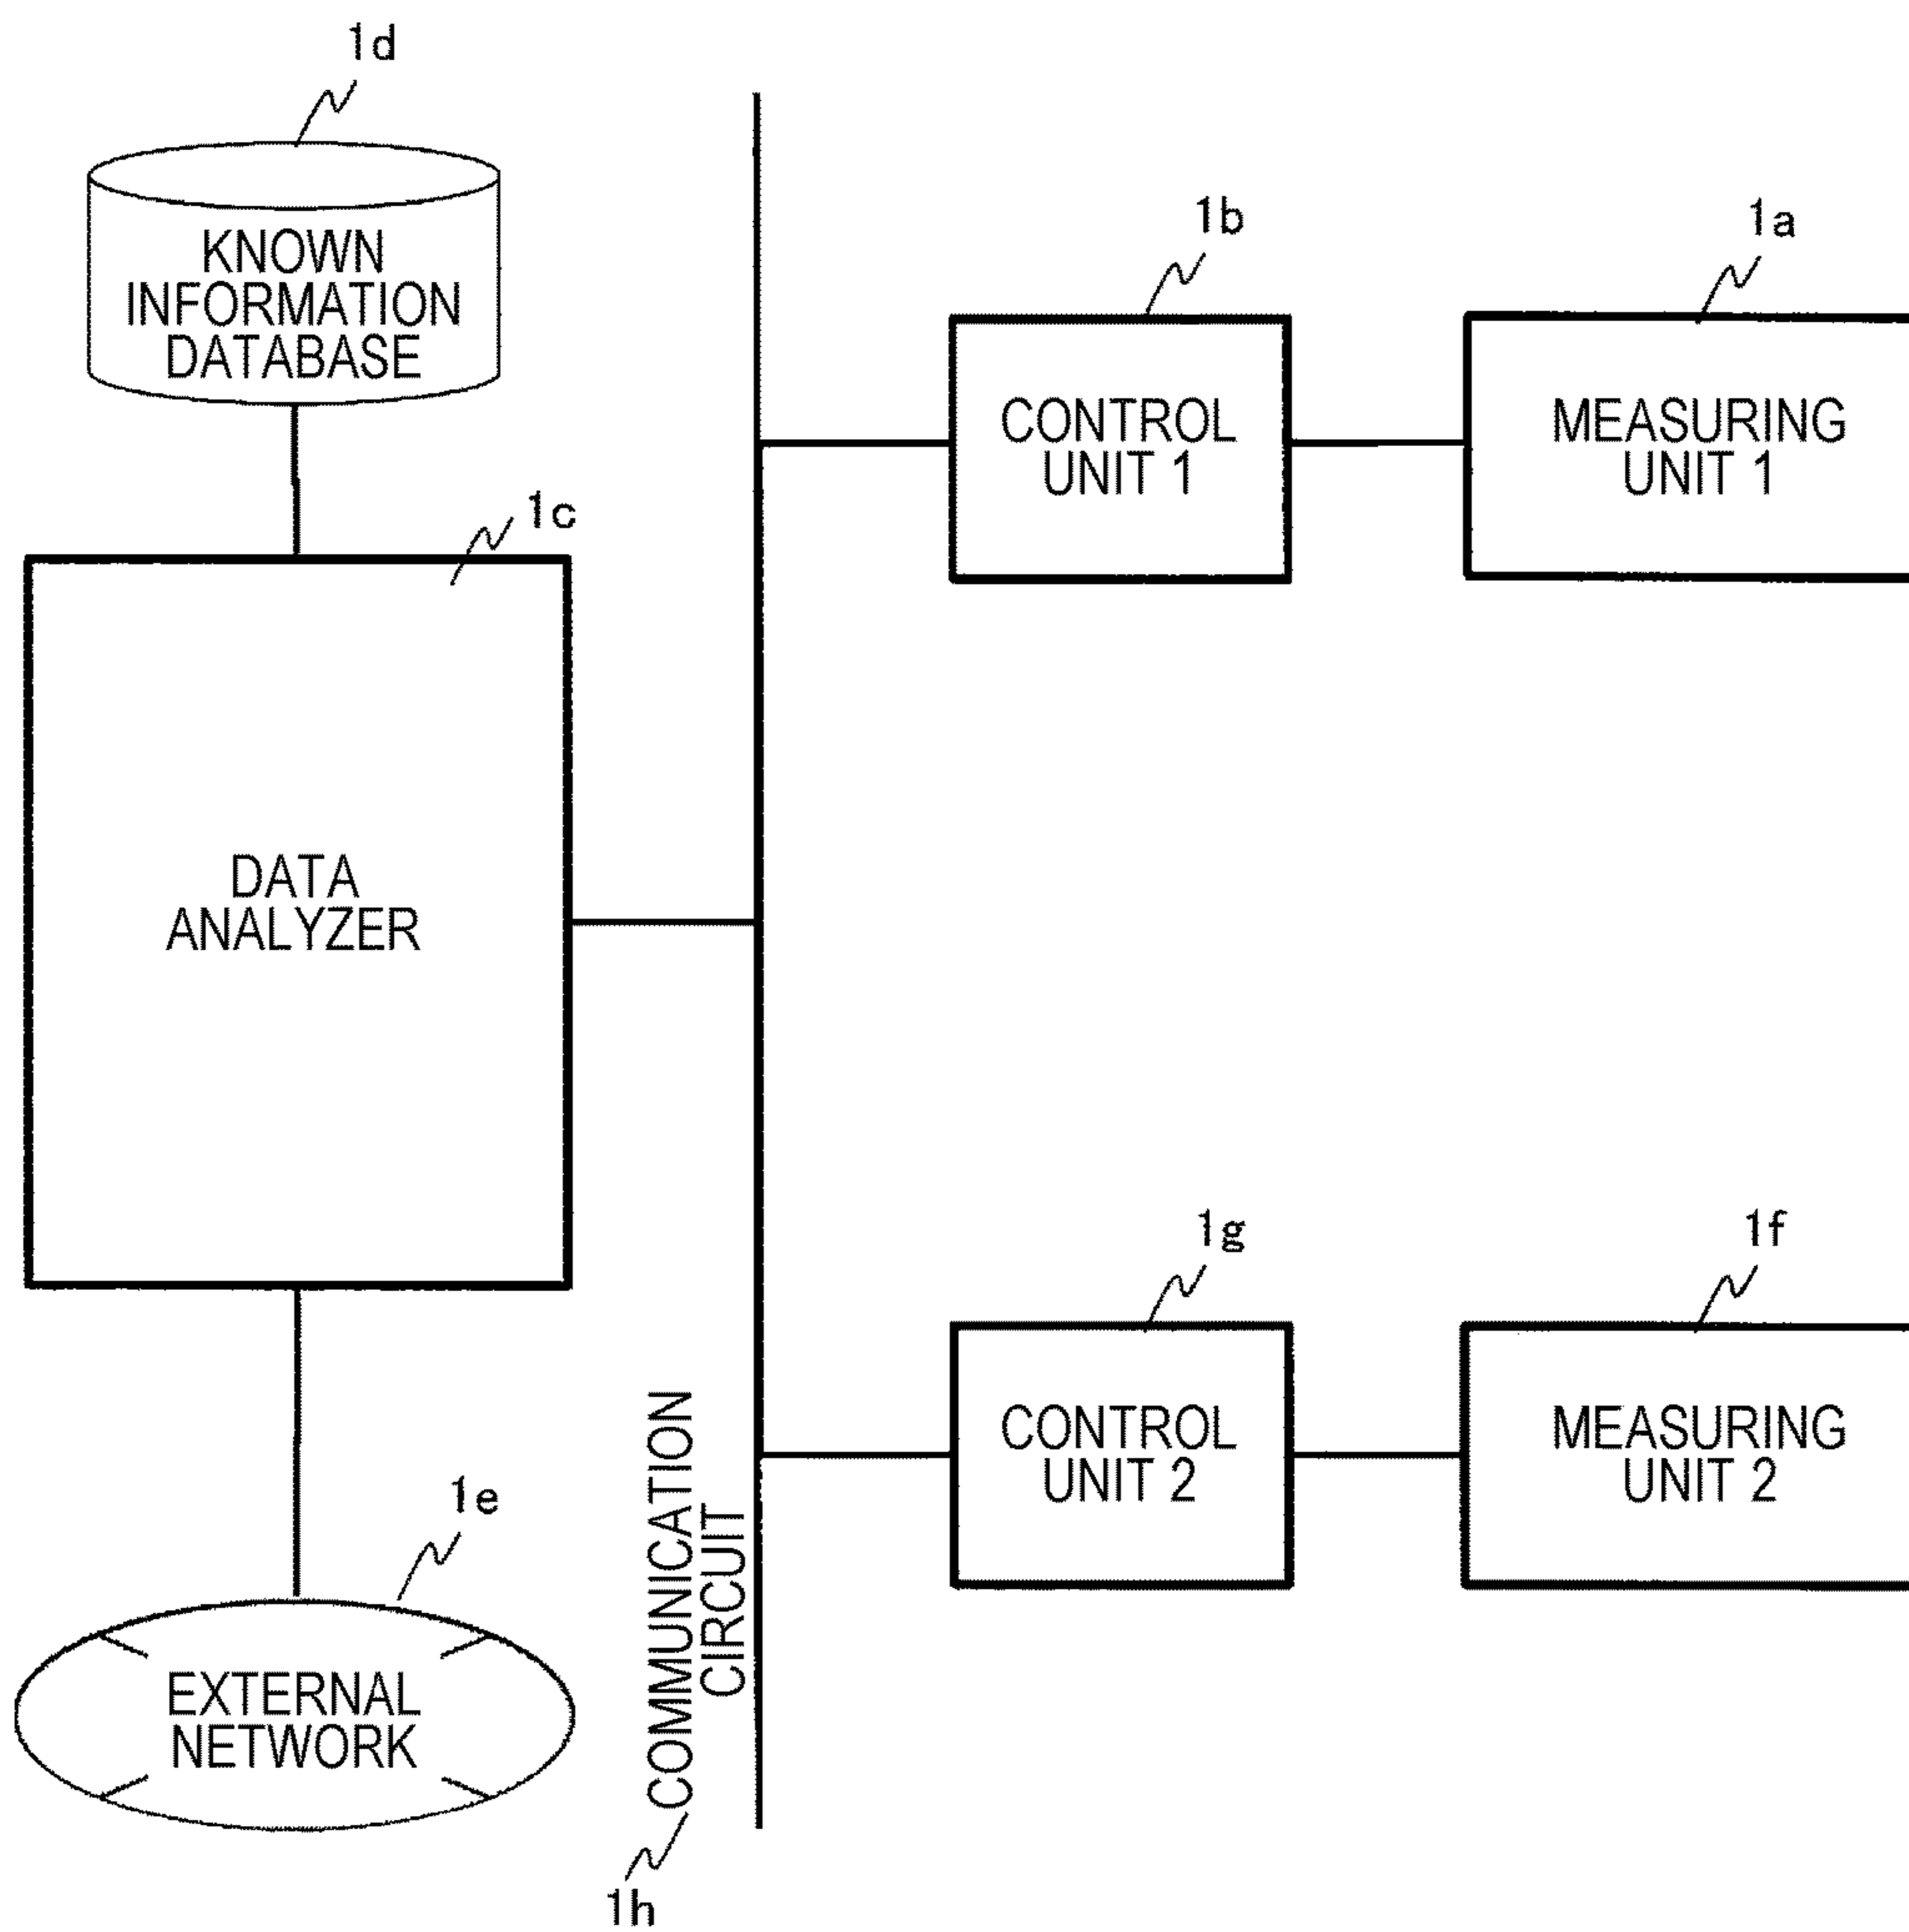 1d
KNOWN
INFORMATION
DATABASE
1c
DATA
ANALYZER
1e
EXTERNAL
NETWORK
COMMUNICATION
CIRCUIT
1h
1b
CONTROL
UNIT 1
1a
MEASURING
UNIT 1
1g
CONTROL
UNIT 2
1f
MEASURING
UNIT 2